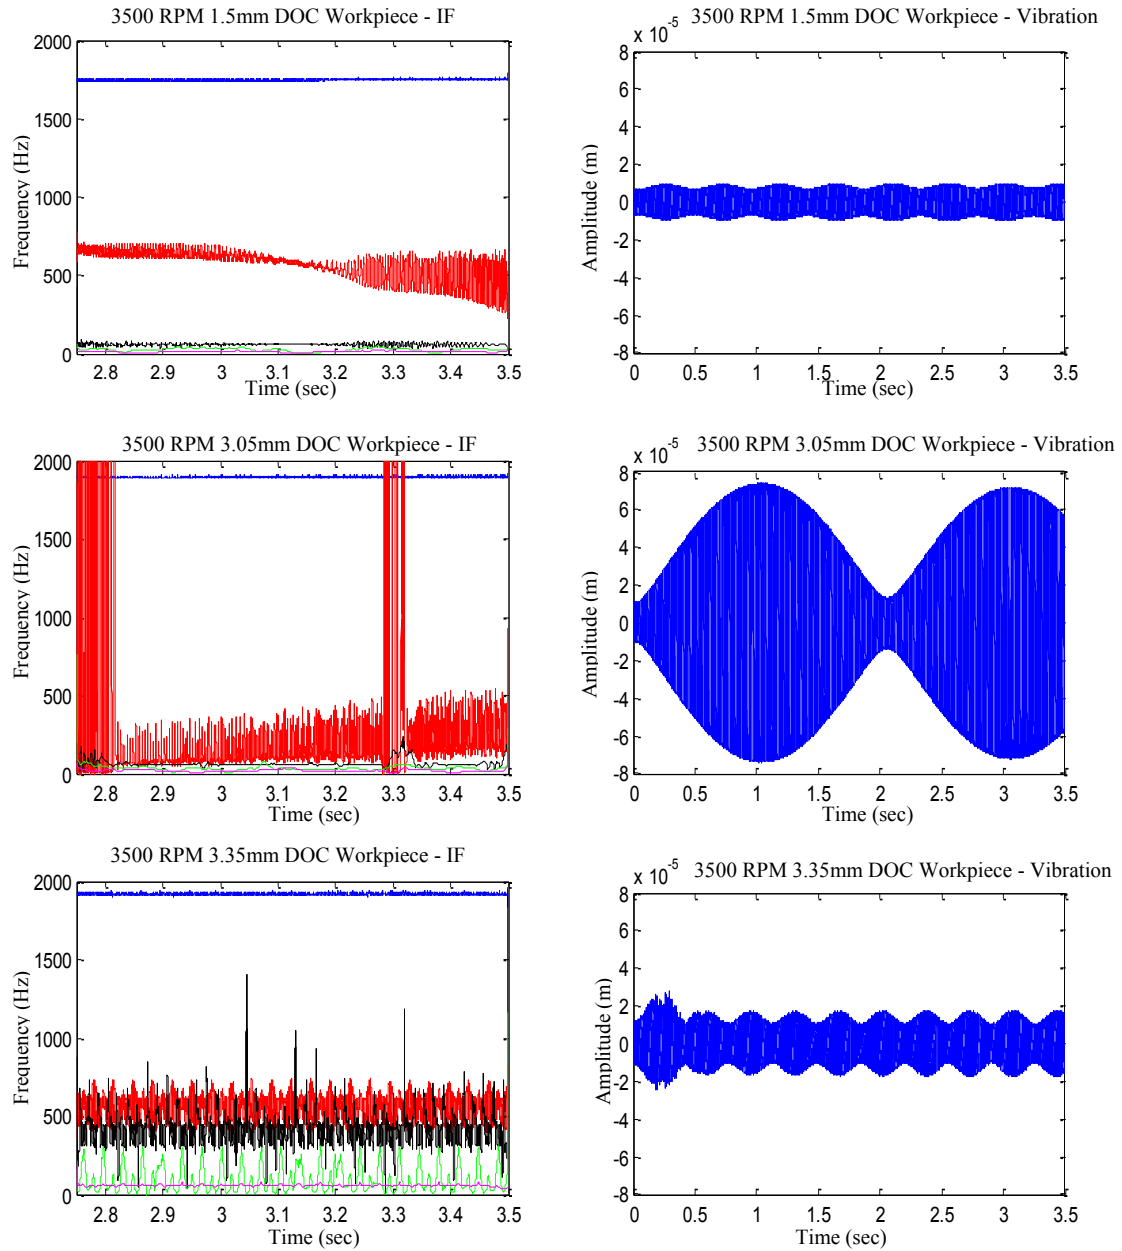 3500 RPM 1.5mm DOC Workpiece - IF
2000
1500
1000
500
0
Frequency (Hz)
2.8 2.9 3 3.1 3.2 3.3 3.4 3.5
Time (sec)
3500 RPM 1.5mm DOC Workpiece - Vibration
x 10^-5
8
6
4
2
0
-2
-4
-6
-8
Amplitude (m)
0 0.5 1 1.5 2 2.5 3 3.5
Time (sec)
3500 RPM 3.05mm DOC Workpiece - IF
2000
1500
1000
500
0
Frequency (Hz)
2.8 2.9 3 3.1 3.2 3.3 3.4 3.5
Time (sec)
x 10^-5 3500 RPM 3.05mm DOC Workpiece - Vibration
8
6
4
2
0
-2
-4
-6
-8
Amplitude (m)
0 0.5 1 1.5 2 2.5 3 3.5
Time (sec)
3500 RPM 3.35mm DOC Workpiece - IF
2000
1500
1000
500
0
Frequency (Hz)
2.8 2.9 3 3.1 3.2 3.3 3.4 3.5
Time (sec)
x 10^-5 3500 RPM 3.35mm DOC Workpiece - Vibration
8
6
4
2
0
-2
-4
-6
-8
Amplitude (m)
0 0.5 1 1.5 2 2.5 3 3.5
Time (sec)